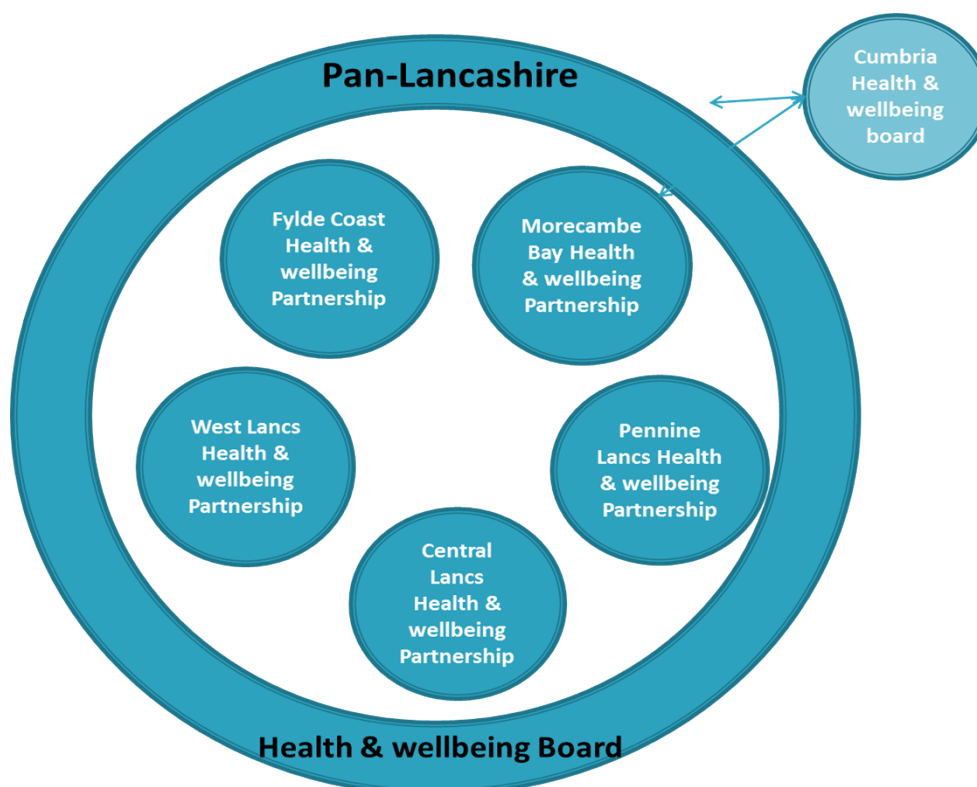 Pan-Lancashire
Cumbria
Health &
wellbeing
board
Fylde Coast
Health &
wellbeing
Partnership
Morecambe
Bay Health
& wellbeing
Partnership
West Lancs
Health &
wellbeing
Partnership
Pennine
Lancs Health
& wellbeing
Partnership
Central
Lancs
Health &
wellbeing
Partnership
Health & wellbeing Board